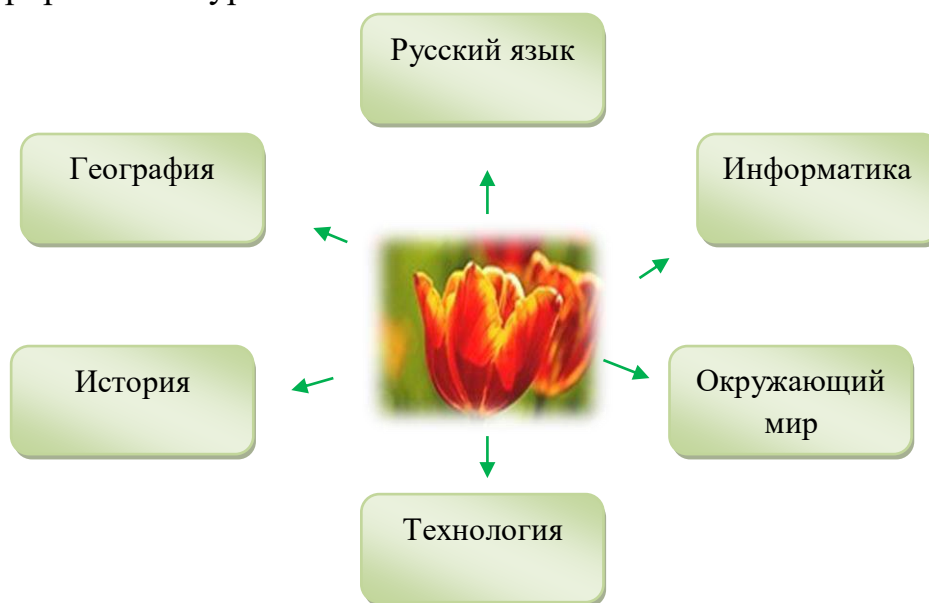 Русский язык
География
Информатика
История
Окружающий
мир
Технология